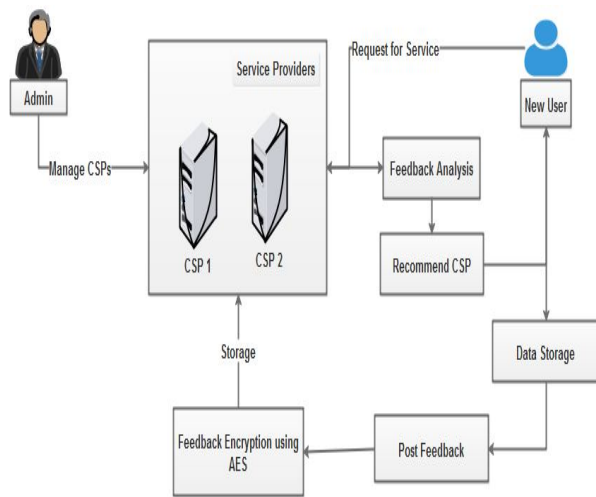 Service Providers
Request for Service
Admin
New User
Manage CSPs
Feedback Analysis
CSP 1
CSP 2
Recommend CSP
Storage
Data Storage
Feedback Encryption using
AES
Post Feedback